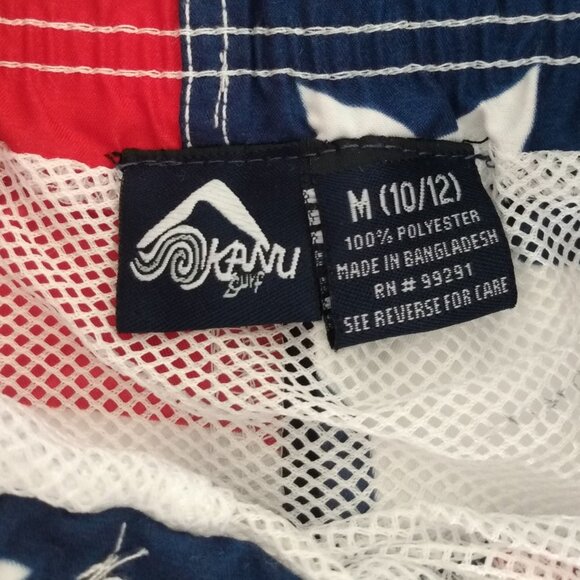 KANU
SURF
M (10/12)
100% POLYESTER
MADE IN BANGLADESH
RN # 99291
SEE REVERSE FOR CARE